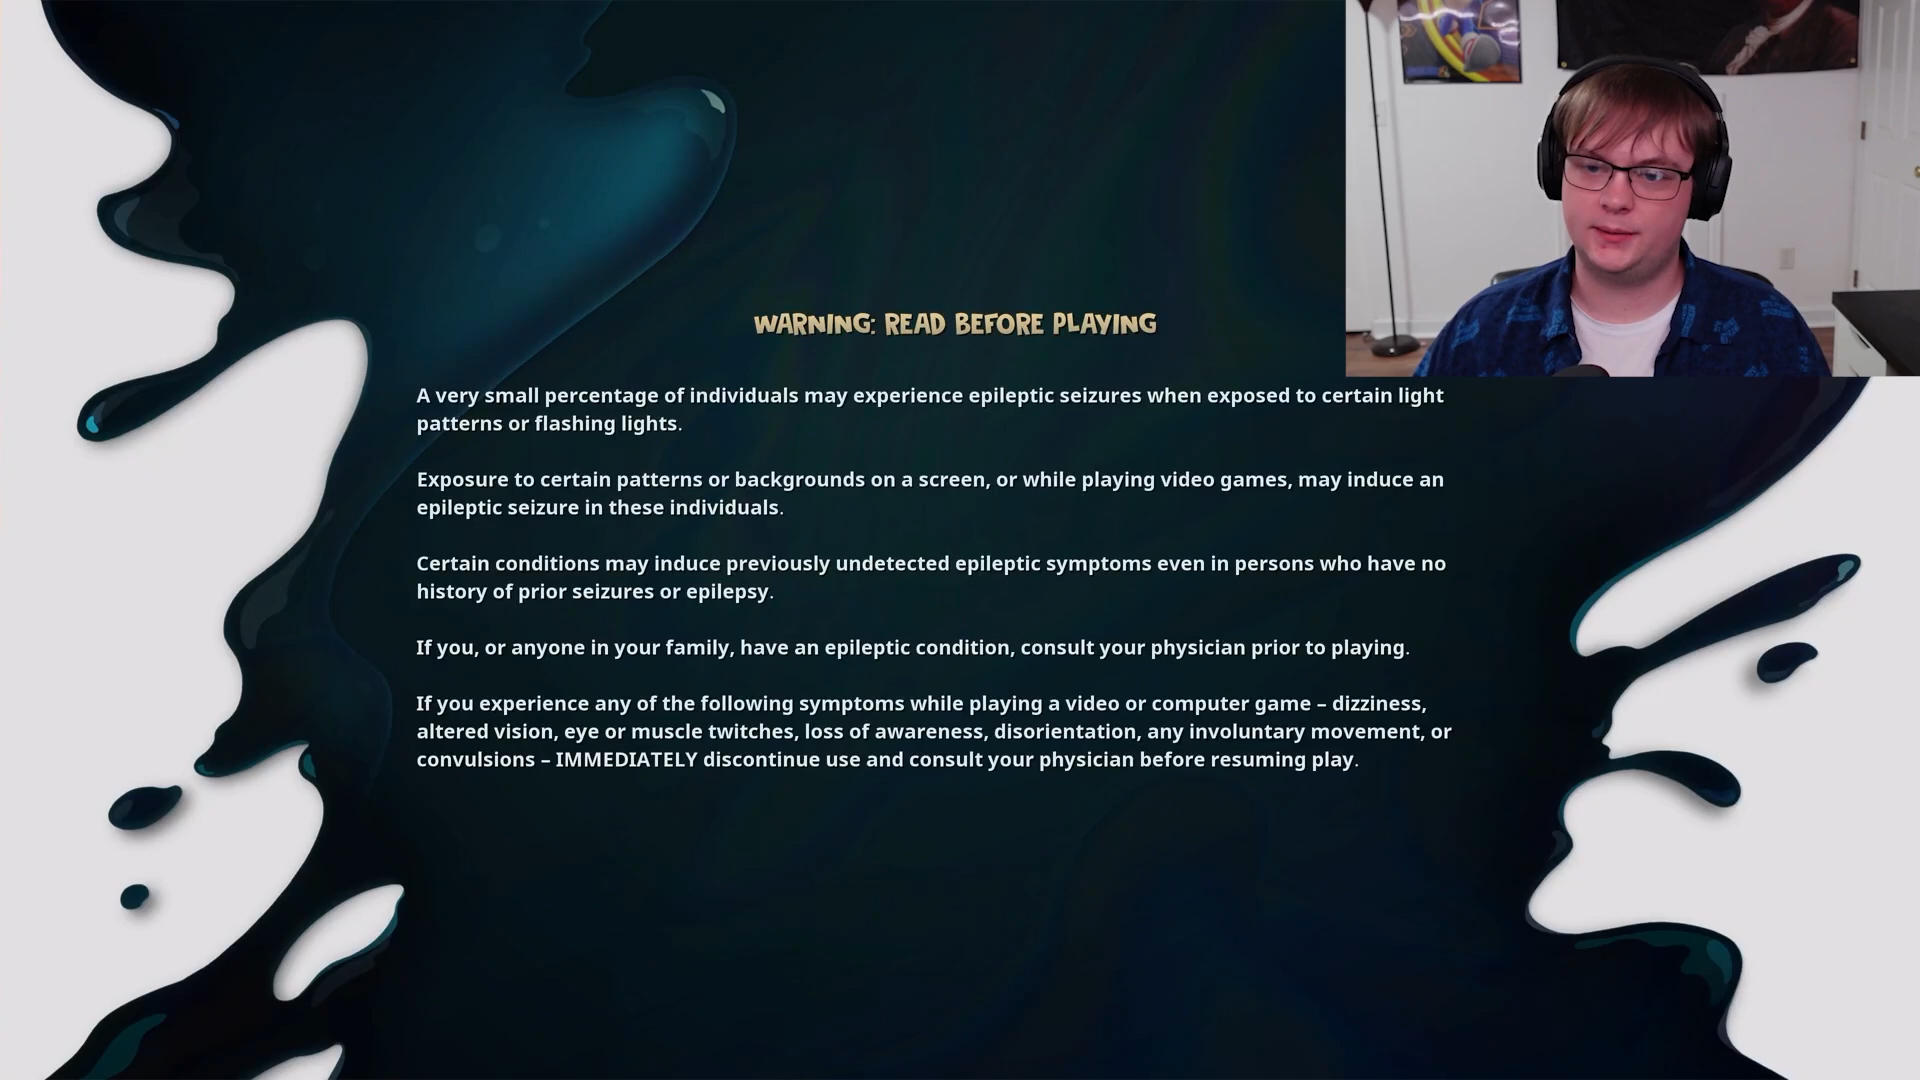 WARNING: READ BEFORE PLAYING
A very small percentage of individuals may experience epileptic seizures when exposed to certain light
patterns or flashing lights.
Exposure to certain patterns or backgrounds on a screen, or while playing video games, may induce an
epileptic seizure in these individuals.
Certain conditions may induce previously undetected epileptic symptoms even in persons who have no
history of prior seizures or epilepsy.
If you, or anyone in your family, have an epileptic condition, consult your physician prior to playing.
If you experience any of the following symptoms while playing a video or computer game – dizziness,
altered vision, eye or muscle twitches, loss of awareness, disorientation, any involuntary movement, or
convulsions – IMMEDIATELY discontinue use and consult your physician before resuming play.